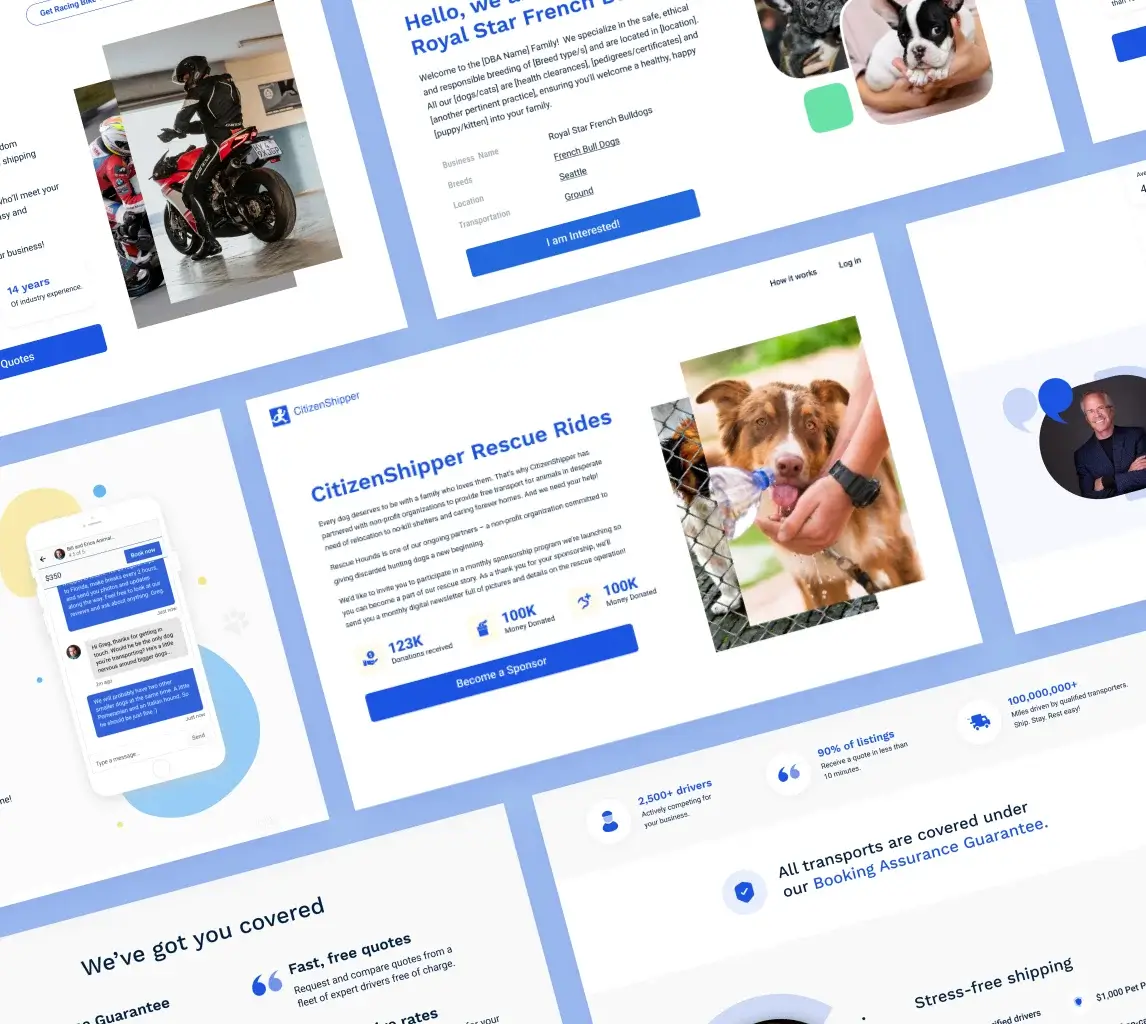 Get Racing Bike
dom
shipping
who'll meet your
sy and
r business!
14 years
Of industry experience.
Quotes
Hello, we a
Royal Star French B
Welcome to the [DBA Name] Family! We specialize in the safe, ethical
and responsible breeding of [Breed type/s] and are located in [location].
All our [dogs/cats] are [health clearances], [pedigrees/certificates] and
[another pertinent practice], ensuring you'll welcome a healthy, happy
[puppy/kitten] into your family.
Business Name
Royal Star French Bulldogs
Breeds
French Bull Dogs
Location
Seattle
Transportation
Ground
I am Interested!
How it works
Log in
CitizenShipper
CitizenShipper Rescue Rides
Every dog deserves to be with a family who loves them. That's why CitizenShipper has
partnered with non-profit organizations to provide free transport for animals in desperate
need of relocation to no-kill shelters and caring forever homes. And we need your help!
Rescue Hounds is one of our ongoing partners – a non-profit organization committed to
giving discarded hunting dogs a new beginning.
We'd like to invite you to participate in a monthly sponsorship program we're launching so
you can become a part of our rescue story. As a thank you for your sponsorship, we'll
send you a monthly digital newsletter full of pictures and details on the rescue operation!
123K
Donations received
100K
Money Donated
100K
Money Donated
Become a Sponsor
Bill and Erica Animal...
Book now
$350
to Florida, make breaks every 2 hours,
and send you photos and updates
along the way. Feel free to look at our
reviews and ask about anything, Greg.
Just now
Hi Greg, thanks for getting in
touch. Would he be the only dog
you're transporting? He's a little
nervous around bigger dogs...
2m ago
We will probably have two other
smaller dogs at the same time. A little
Pomeranian and an Italian hound. So
he should be just fine :)
Just now
Type a message...
Send
me!
2,500+ drivers
Actively competing for
your business.
90% of listings
Receive a quote in less than
10 minutes.
100,000,000+
Miles driven by qualified transporters.
Ship. Stay. Rest easy!
All transports are covered under
our Booking Assurance Guarantee.
We've got you covered
Fast, free quotes
Request and compare quotes from a
fleet of expert drivers free of charge.
e Guarantee
rates
for your
Stress-free shipping
$1,000 Pet P
ified drivers